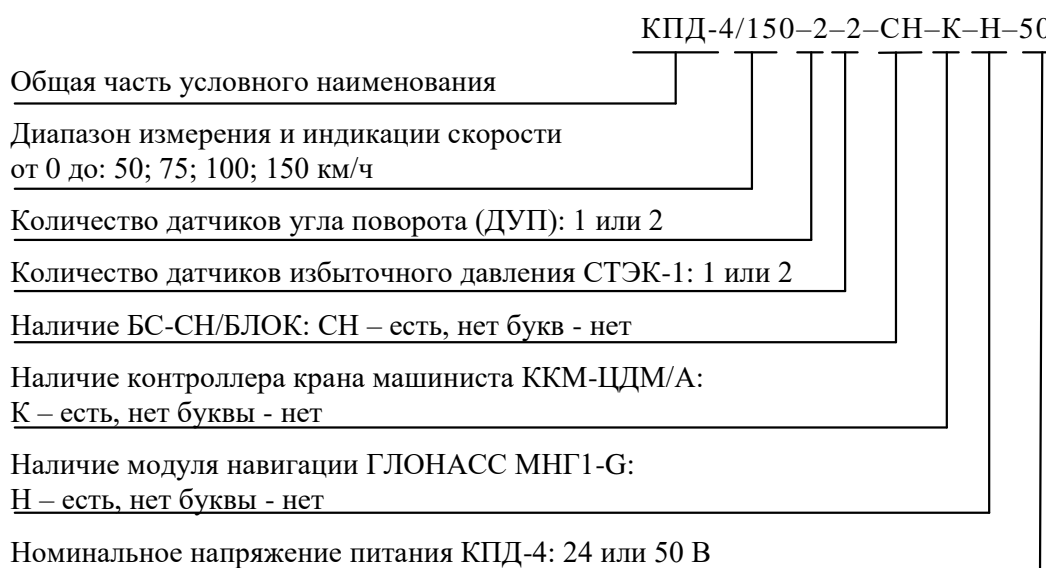 КПД-4/150–2–2–СН–К–Н–50
Общая часть условного наименования
Диапазон измерения и индикации скорости
от 0 до: 50; 75; 100; 150 км/ч
Количество датчиков угла поворота (ДУП): 1 или 2
Количество датчиков избыточного давления СТЭК-1: 1 или 2
Наличие БС-СН/БЛОК: СН – есть, нет букв - нет
Наличие контроллера крана машиниста ККМ-ЦДМ/А:
К – есть, нет буквы - нет
Наличие модуля навигации ГЛОНАСС МНГ1-G:
Н – есть, нет буквы - нет
Номинальное напряжение питания КПД-4: 24 или 50 В